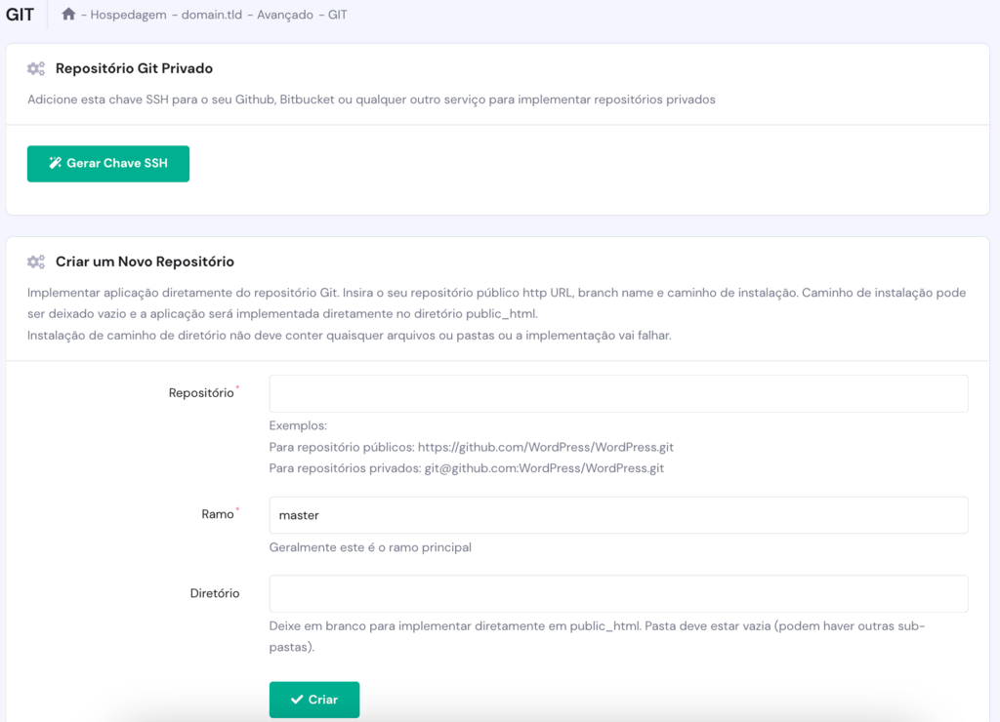 GIT
- Hospedagem - domain.tld - Avançado - GIT
Repositório Git Privado
Adicione esta chave SSH para o seu Github, Bitbucket ou qualquer outro serviço para implementar repositórios privados
Gerar Chave SSH
Criar um Novo Repositório
Implementar aplicação diretamente do repositório Git. Insira o seu repositório público http URL, branch name e caminho de instalação. Caminho de instalação pode
ser deixado vazio e a aplicação será implementada diretamente no diretório public_html.
Instalação de caminho de diretório não deve conter quaisquer arquivos ou pastas ou a implementação vai falhar.
Repositório*
Exemplos:
Para repositório públicos: https://github.com/WordPress/WordPress.git
Para repositórios privados: git@github.com:WordPress/WordPress.git
Ramo* master
Geralmente este é o ramo principal
Diretório
Deixe em branco para implementar diretamente em public_html. Pasta deve estar vazia (podem haver outras sub-
pastas).
Criar